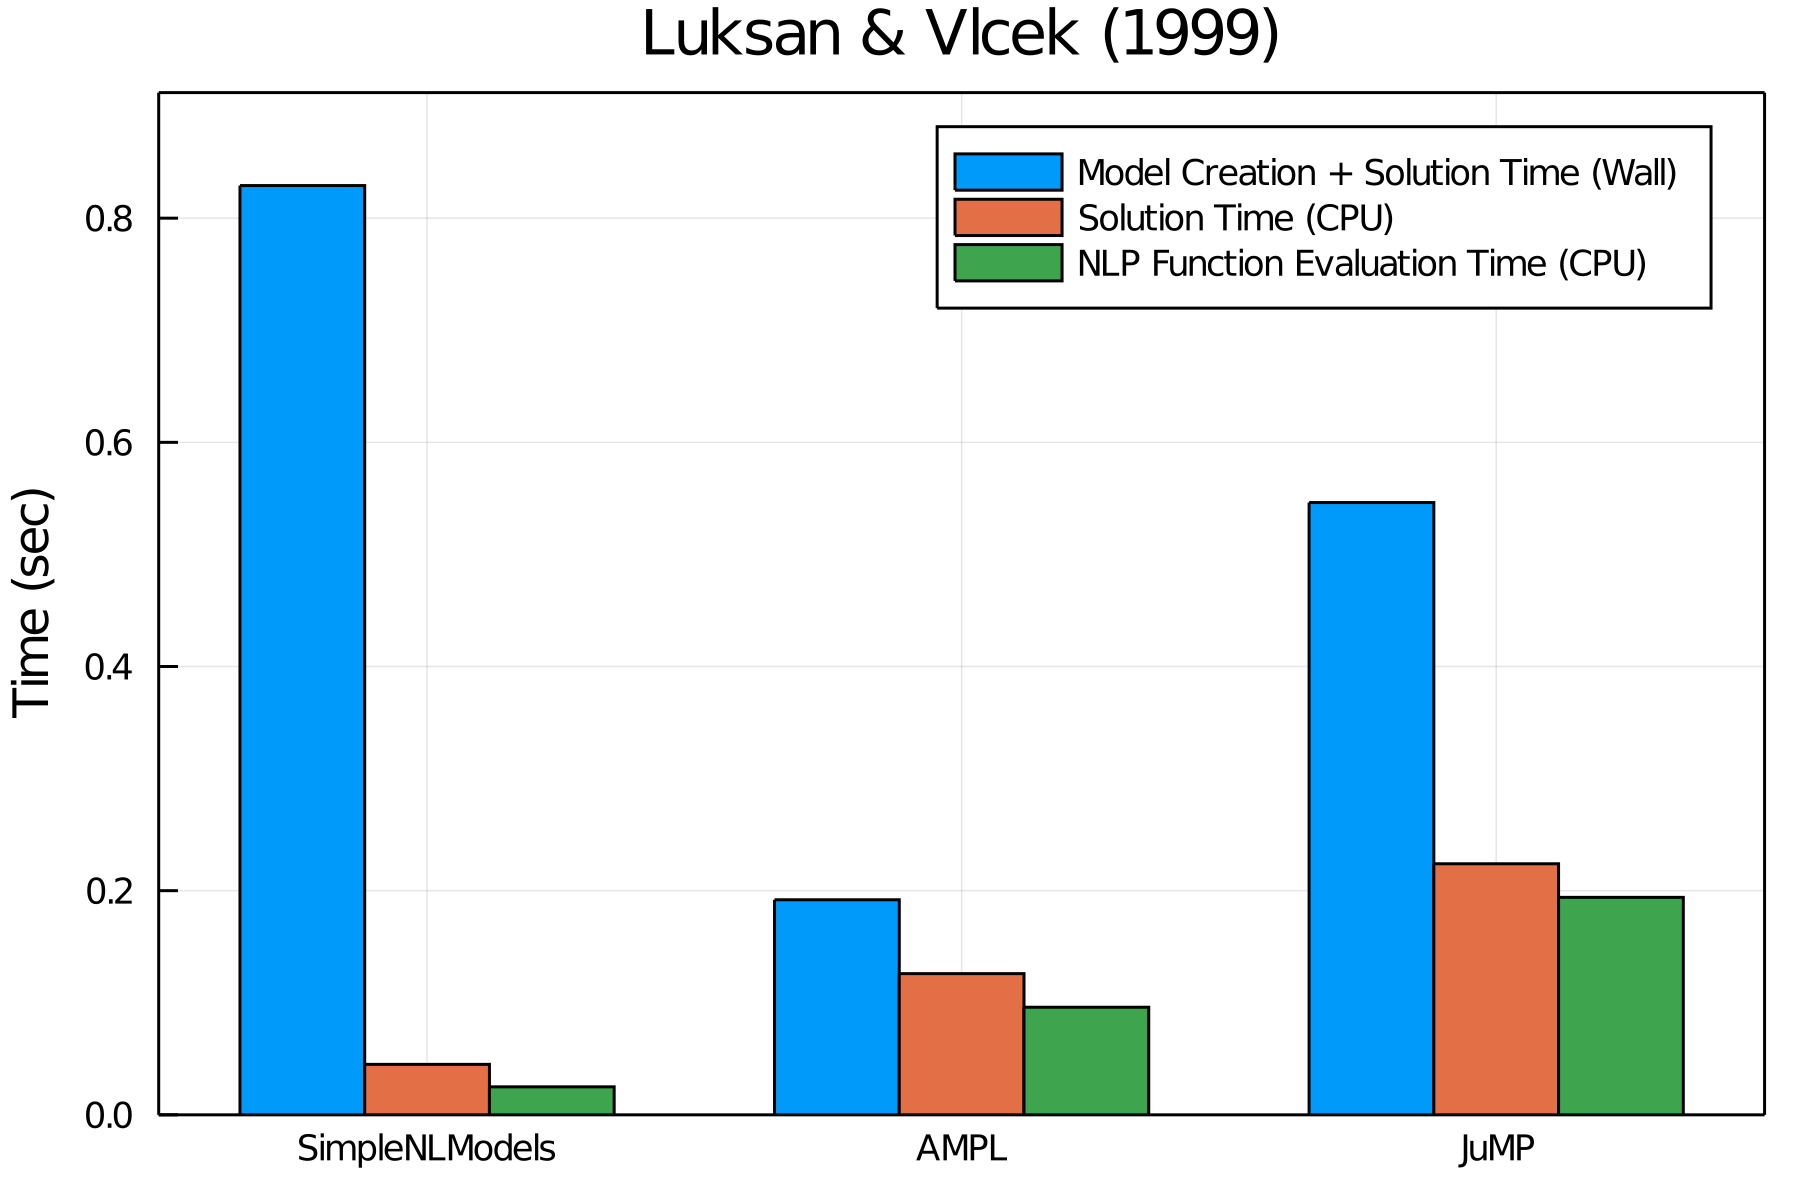 Luksan & Vlcek (1999)
Model Creation + Solution Time (Wall)
Solution Time (CPU)
NLP Function Evaluation Time (CPU)
Time (sec)
0.8
0.6
0.4
0.2
0.0
SimpleNLModels
AMPL
JuMP